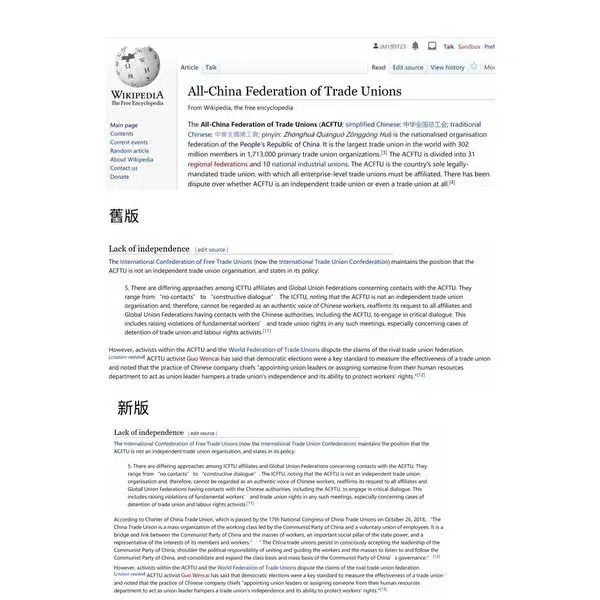 JM199723 Talk Sandbox Pref
Article Talk Read Edit source View history Mor
WIKIPEDIA
The Free Encyclopedia
Main page
Contents
Current events
Random article
About Wikipedia
Contact us
Donate
All-China Federation of Trade Unions
From Wikipedia, the free encyclopedia
The All-China Federation of Trade Unions (ACFTU; simplified Chinese: 中华全国总工会; traditional
Chinese: 中華全國總工會; pinyin: Zhōnghuá Quánguó Zǒnggōng Huì) is the nationalised organisation
federation of the People's Republic of China. It is the largest trade union in the world with 302
million members in 1,713,000 primary trade union organizations.[3] The ACFTU is divided into 31
regional federations and 10 national industrial unions. The ACFTU is the country's sole legally-
mandated trade union, with which all enterprise-level trade unions must be affiliated. There has been
dispute over whether ACFTU is an independent trade union or even a trade union at all.[4]
舊版
Lack of independence [ edit source ]
The International Confederation of Free Trade Unions (now the International Trade Union Confederation) maintains the position that the
ACFTU is not an independent trade union organisation, and states in its policy:
5. There are differing approaches among ICFTU affiliates and Global Union Federations concerning contacts with the ACFTU. They
range from “no contacts” to “constructive dialogue”. The ICFTU, noting that the ACFTU is not an independent trade union
organisation and, therefore, cannot be regarded as an authentic voice of Chinese workers, reaffirms its request to all affiliates and
Global Union Federations having contacts with the Chinese authorities, including the ACFTU, to engage in critical dialogue. This
includes raising violations of fundamental workers' and trade union rights in any such meetings, especially concerning cases of
detention of trade union and labour rights activists.[11]
However, activists within the ACFTU and the World Federation of Trade Unions dispute the claims of the rival trade union federation.
[citation needed] ACFTU activist Guo Wencai has said that democratic elections were a key standard to measure the effectiveness of a trade union
and noted that the practice of Chinese company chiefs "appointing union leaders or assigning someone from their human resources
department to act as union leader hampers a trade union's independence and its ability to protect workers' rights."[12]
新版
Lack of independence [ edit source ]
The International Confederation of Free Trade Unions (now the International Trade Union Confederation) maintains the position that the
ACFTU is not an independent trade union organisation, and states in its policy:
5. There are differing approaches among ICFTU affiliates and Global Union Federations concerning contacts with the ACFTU. They
range from “no contacts” to “constructive dialogue”. The ICFTU, noting that the ACFTU is not an independent trade union
organisation and, therefore, cannot be regarded as an authentic voice of Chinese workers, reaffirms its request to all affiliates and
Global Union Federations having contacts with the Chinese authorities, including the ACFTU, to engage in critical dialogue. This
includes raising violations of fundamental workers' and trade union rights in any such meetings, especially concerning cases of
detention of trade union and labour rights activists.[11]
According to Charter of China Trade Union, which is passed by the 17th National Congress of China Trade Unions on October 26, 2018, "The
China Trade Union is a mass organization of the working class led by the Communist Party of China and a voluntary union of employees. It is a
bridge and link between the Communist Party of China and the masses of workers, an important social pillar of the state power, and a
representative of the interests of its members and workers." " The China trade unions persist in consciously accepting the leadership of the
Communist Party of China, shoulder the political responsibility of uniting and guiding the workers and the masses to listen to and follow the
Communist Party of China, and consolidate and expand the class basis and mass basis of the Communist Party of China's governance." [12]
However, activists within the ACFTU and the World Federation of Trade Unions dispute the claims of the rival trade union federation.
[citation needed] ACFTU activist Guo Wencai has said that democratic elections were a key standard to measure the effectiveness of a trade union
and noted that the practice of Chinese company chiefs "appointing union leaders or assigning someone from their human resources
department to act as union leader hampers a trade union's independence and its ability to protect workers' rights."[13]